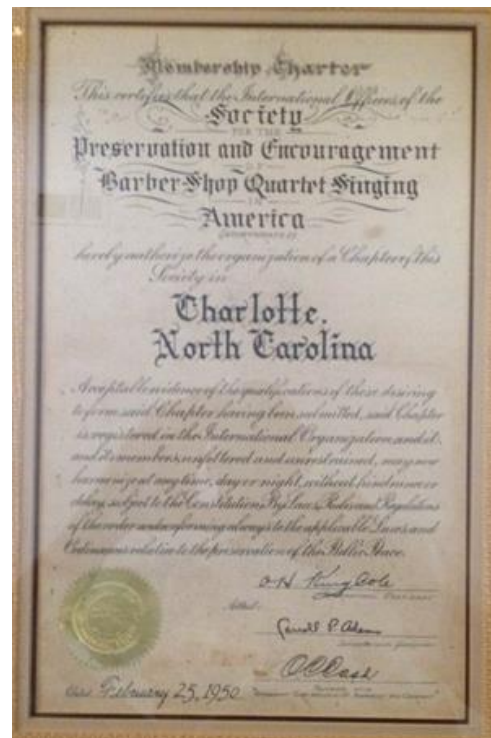 Membership Charter
This certifies that the International Officers of the
Society
FOR THE
Preservation and Encouragement
OF
Barber Shop Quartet Singing
IN
America
INCORPORATED
hereby authorize the organization of a Chapter of this
Society in
Charlotte,
North Carolina
Acceptable evidence of the qualifications of those desiring
to form said Chapter having been submitted, said Chapter
is registered in the International Organization and it,
and its members, unfettered and unrestrained, may now
harmonize at any time, day or night, without hindrance or
delay, subject to the Constitution, By Laws, Rules and Regulations
of the order and conforming always to the applicable Laws and
Ordinances relative to the preservation of the Public Peace.
O H King Cole
Attest:
Carroll P. Adams
O C Cash
Date February 25, 1950